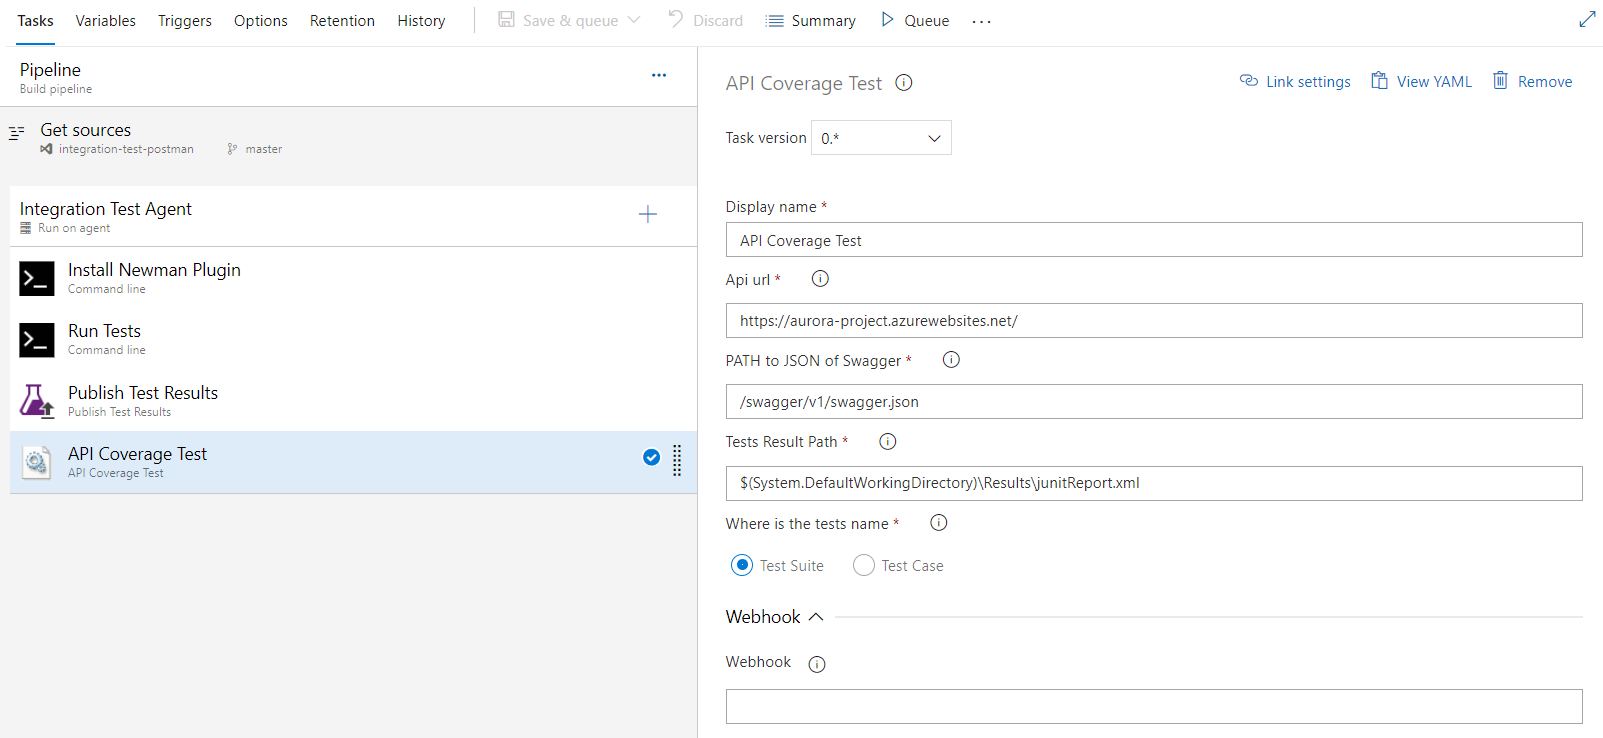 Tasks Variables Triggers Options Retention History Save & queue Discard Summary Queue ...
Pipeline
Build pipeline
...
Get sources
integration-test-postman master
Integration Test Agent
Run on agent
Install Newman Plugin
Command line
Run Tests
Command line
Publish Test Results
Publish Test Results
API Coverage Test
API Coverage Test
API Coverage Test
Link settings View YAML Remove
Task version 0.*
Display name *
API Coverage Test
Api url *
https://aurora-project.azurewebsites.net/
PATH to JSON of Swagger *
/swagger/v1/swagger.json
Tests Result Path *
$(System.DefaultWorkingDirectory)\Results\junitReport.xml
Where is the tests name *
Test Suite Test Case
Webhook
Webhook